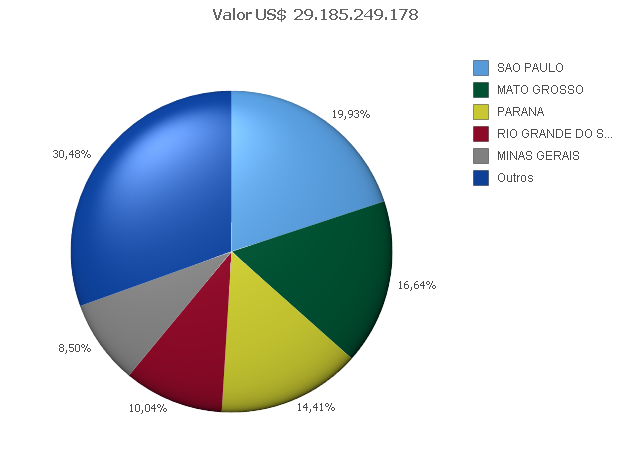 Valor US$ 29.185.249.178
SAO PAULO
MATO GROSSO
PARANA
RIO GRANDE DO S...
MINAS GERAIS
Outros
19,93%
30,48%
16,64%
8,50%
10,04%
14,41%